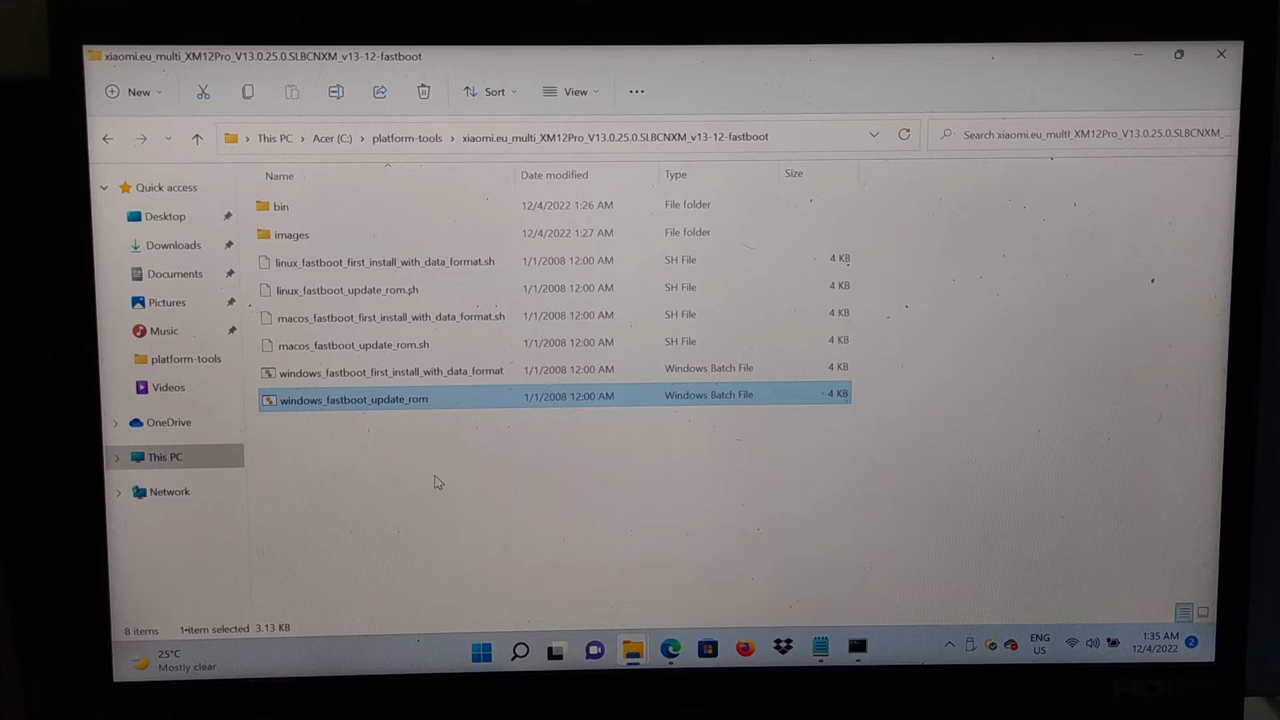 xiaomi.eu_multi_XM12Pro_V13.0.25.0.SLBCNXM_v13-12-fastboot
New
Sort
View
This PC > Acer (C:) > platform-tools > xiaomi.eu_multi_XM12Pro_V13.0.25.0.SLBCNXM_v13-12-fastboot
Search xiaomi.eu_multi_XM12Pro_V13.0.25.0.SLBCNXM_...
Name Date modified Type Size
Quick access
Desktop
Downloads
Documents
Pictures
Music
platform-tools
Videos
OneDrive
This PC
Network
bin 12/4/2022 1:26 AM File folder
images 12/4/2022 1:27 AM File folder
linux_fastboot_first_install_with_data_format.sh 1/1/2008 12:00 AM SH File 4 KB
linux_fastboot_update_rom.sh 1/1/2008 12:00 AM SH File 4 KB
macos_fastboot_first_install_with_data_format.sh 1/1/2008 12:00 AM SH File 4 KB
macos_fastboot_update_rom.sh 1/1/2008 12:00 AM SH File 4 KB
windows_fastboot_first_install_with_data_format 1/1/2008 12:00 AM Windows Batch File 4 KB
windows_fastboot_update_rom 1/1/2008 12:00 AM Windows Batch File 4 KB
8 items 1 item selected 3.13 KB
25°C
Mostly clear
ENG
US
1:35 AM
12/4/2022
2